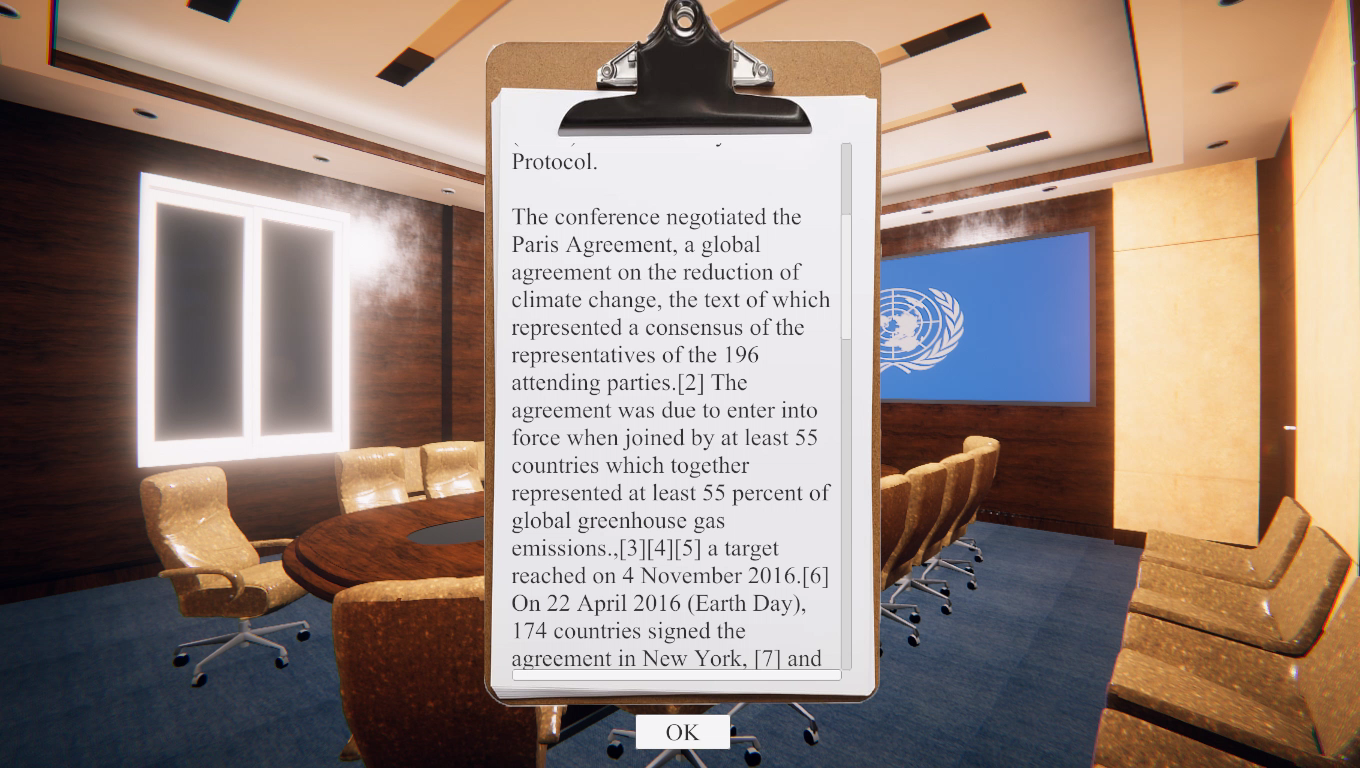 Protocol.
The conference negotiated the
Paris Agreement, a global
agreement on the reduction of
climate change, the text of which
represented a consensus of the
representatives of the 196
attending parties.[2] The
agreement was due to enter into
force when joined by at least 55
countries which together
represented at least 55 percent of
global greenhouse gas
emissions.,[3][4][5] a target
reached on 4 November 2016.[6]
On 22 April 2016 (Earth Day),
174 countries signed the
agreement in New York, [7] and
OK